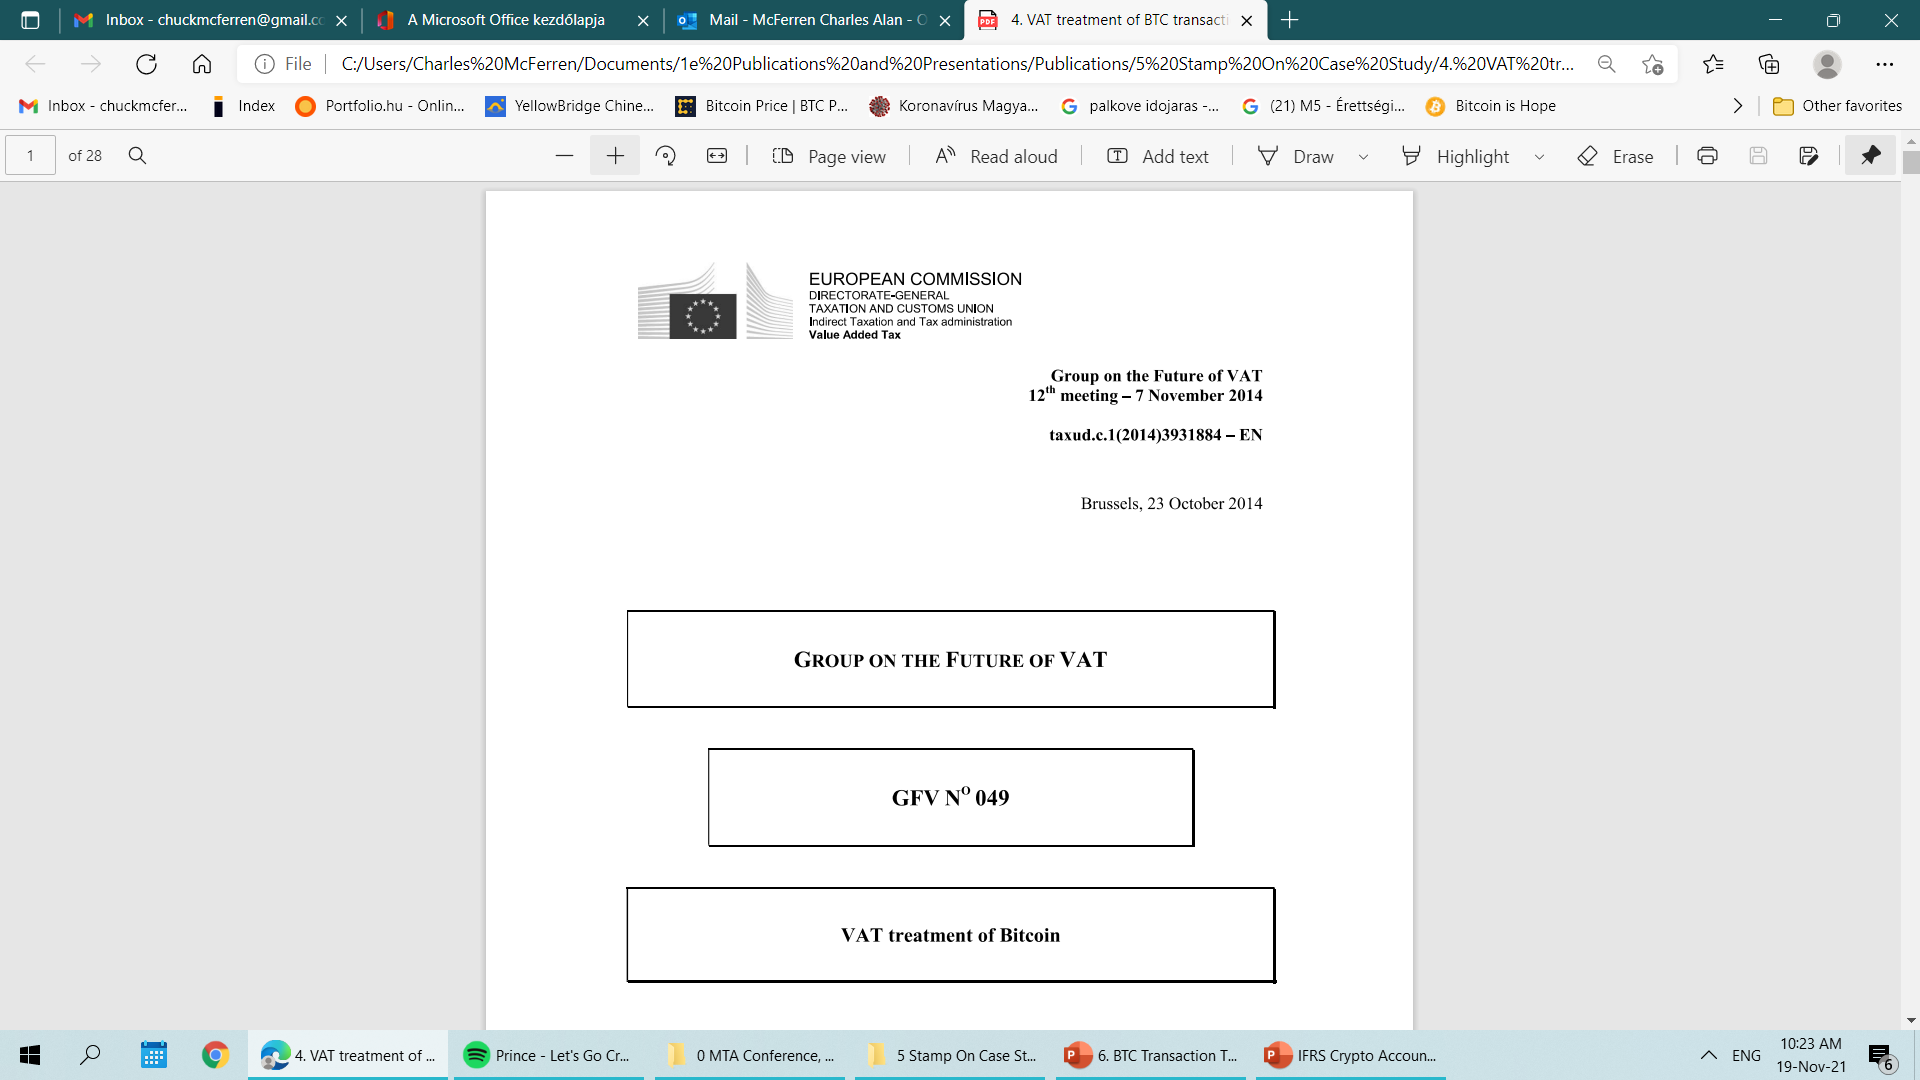 Inbox - chuckmcferren@gmail.cc
A Microsoft Office kezdőlapja
Mail - McFerren Charles Alan - O
4. VAT treatment of BTC transacti
File
C:/Users/Charles%20McFerren/Documents/1e%20Publications%20and%20Presentations/Publications/5%20Stamp%20On%20Case%20Study/4.%20VAT%20tr...
Inbox - chuckmcfer...
Index
Portfolio.hu - Onlin...
YellowBridge Chine...
Bitcoin Price | BTC P...
Koronavírus Magya...
palkove idojaras -...
(21) M5 - Érettségi...
Bitcoin is Hope
Other favorites
1
of 28
Page view
Read aloud
Add text
Draw
Highlight
Erase
EUROPEAN COMMISSION
DIRECTORATE-GENERAL
TAXATION AND CUSTOMS UNION
Indirect Taxation and Tax administration
Value Added Tax
Group on the Future of VAT
12th meeting – 7 November 2014
taxud.c.1(2014)3931884 – EN
Brussels, 23 October 2014
GROUP ON THE FUTURE OF VAT
GFV NO 049
VAT treatment of Bitcoin
4. VAT treatment of ...
Prince - Let's Go Cr...
0 MTA Conference, ...
5 Stamp On Case St...
6. BTC Transaction T...
IFRS Crypto Accoun...
ENG
10:23 AM
19-Nov-21
6